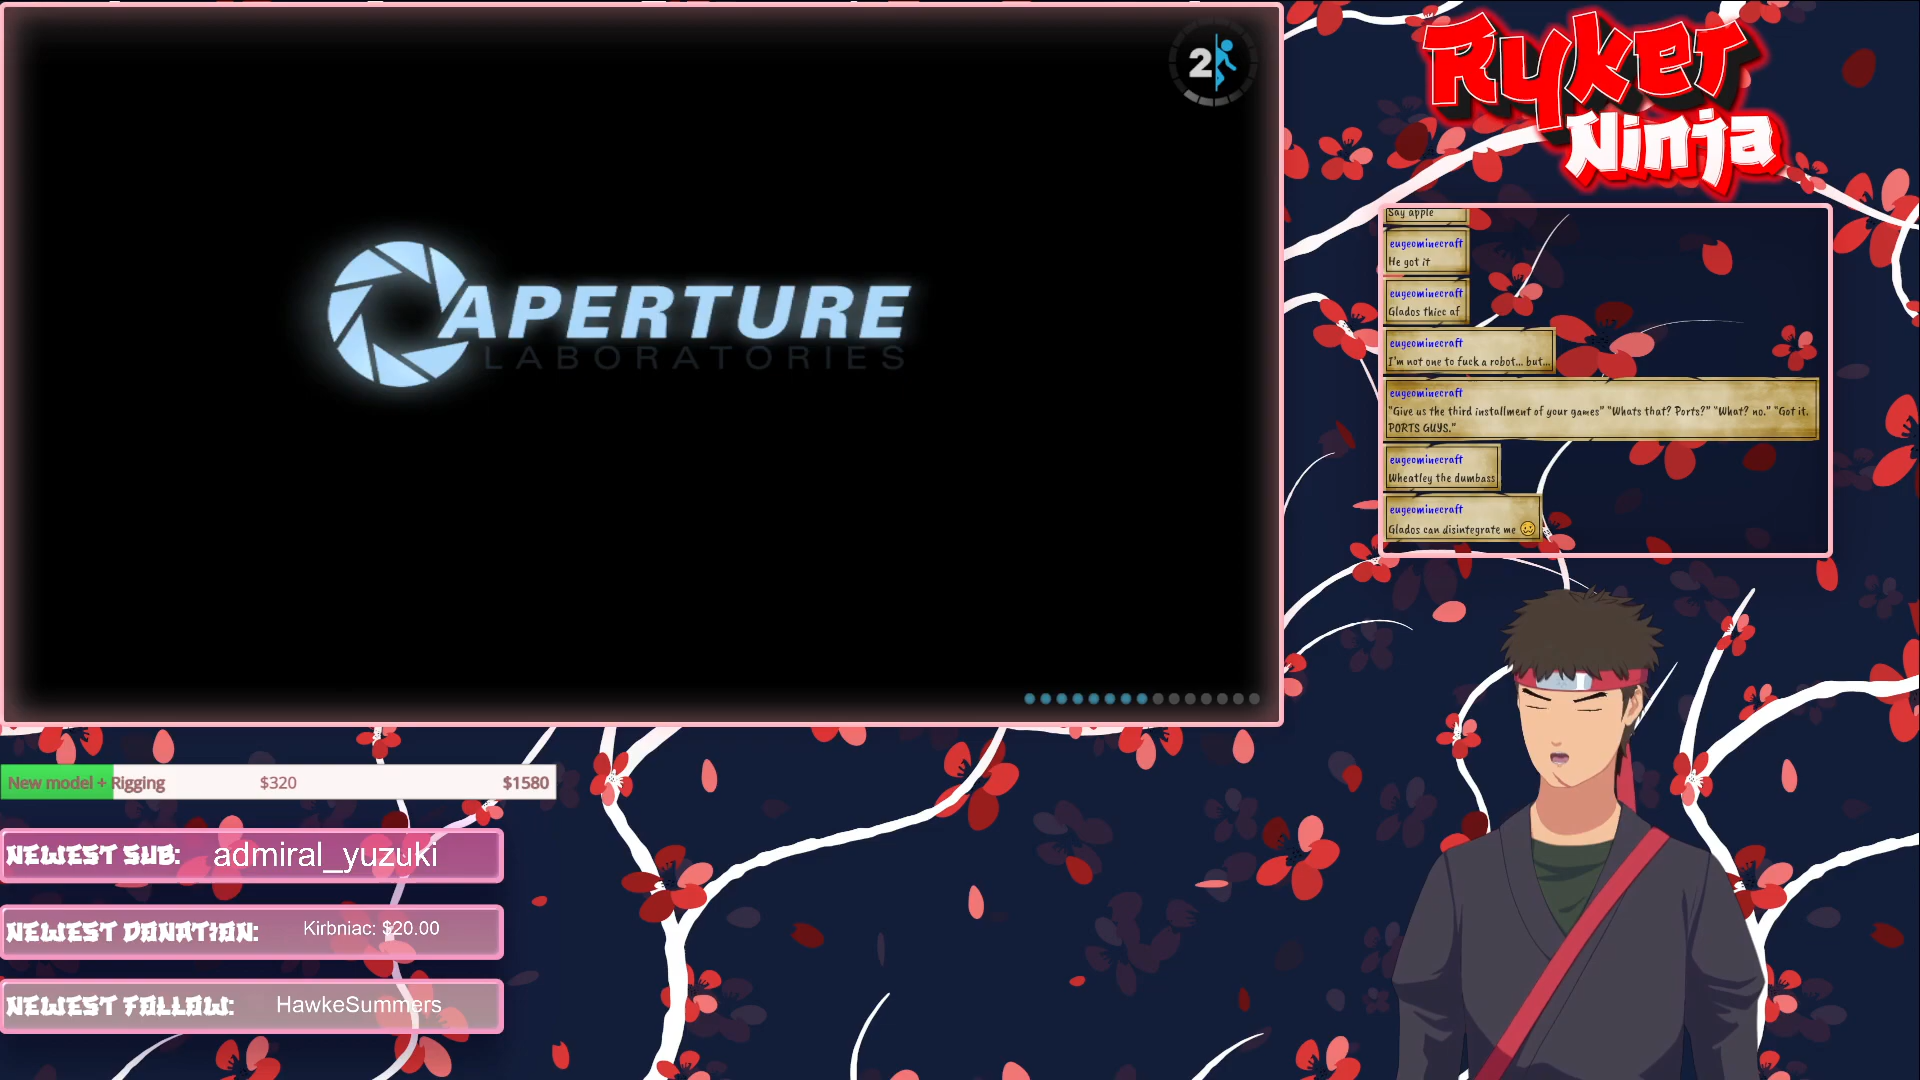 2
APERTURE
LABORATORIES
Ryker
Ninja
Say apple
eugeominecraft
He got it
eugeominecraft
Glados thicc af
eugeominecraft
I'm not one to fuck a robot... but...
eugeominecraft
"Give us the third installment of your games" "Whats that? Ports?" "What? no." "Got it.
PORTS GUYS."
eugeominecraft
Wheatley the dumbass
eugeominecraft
Glados can disintegrate me 🥴
New model + Rigging $320 $1580
NEWEST SUB: admiral_yuzuki
NEWEST DONATION: Kirbniac: $20.00
NEWEST FOLLOW: HawkeSummers